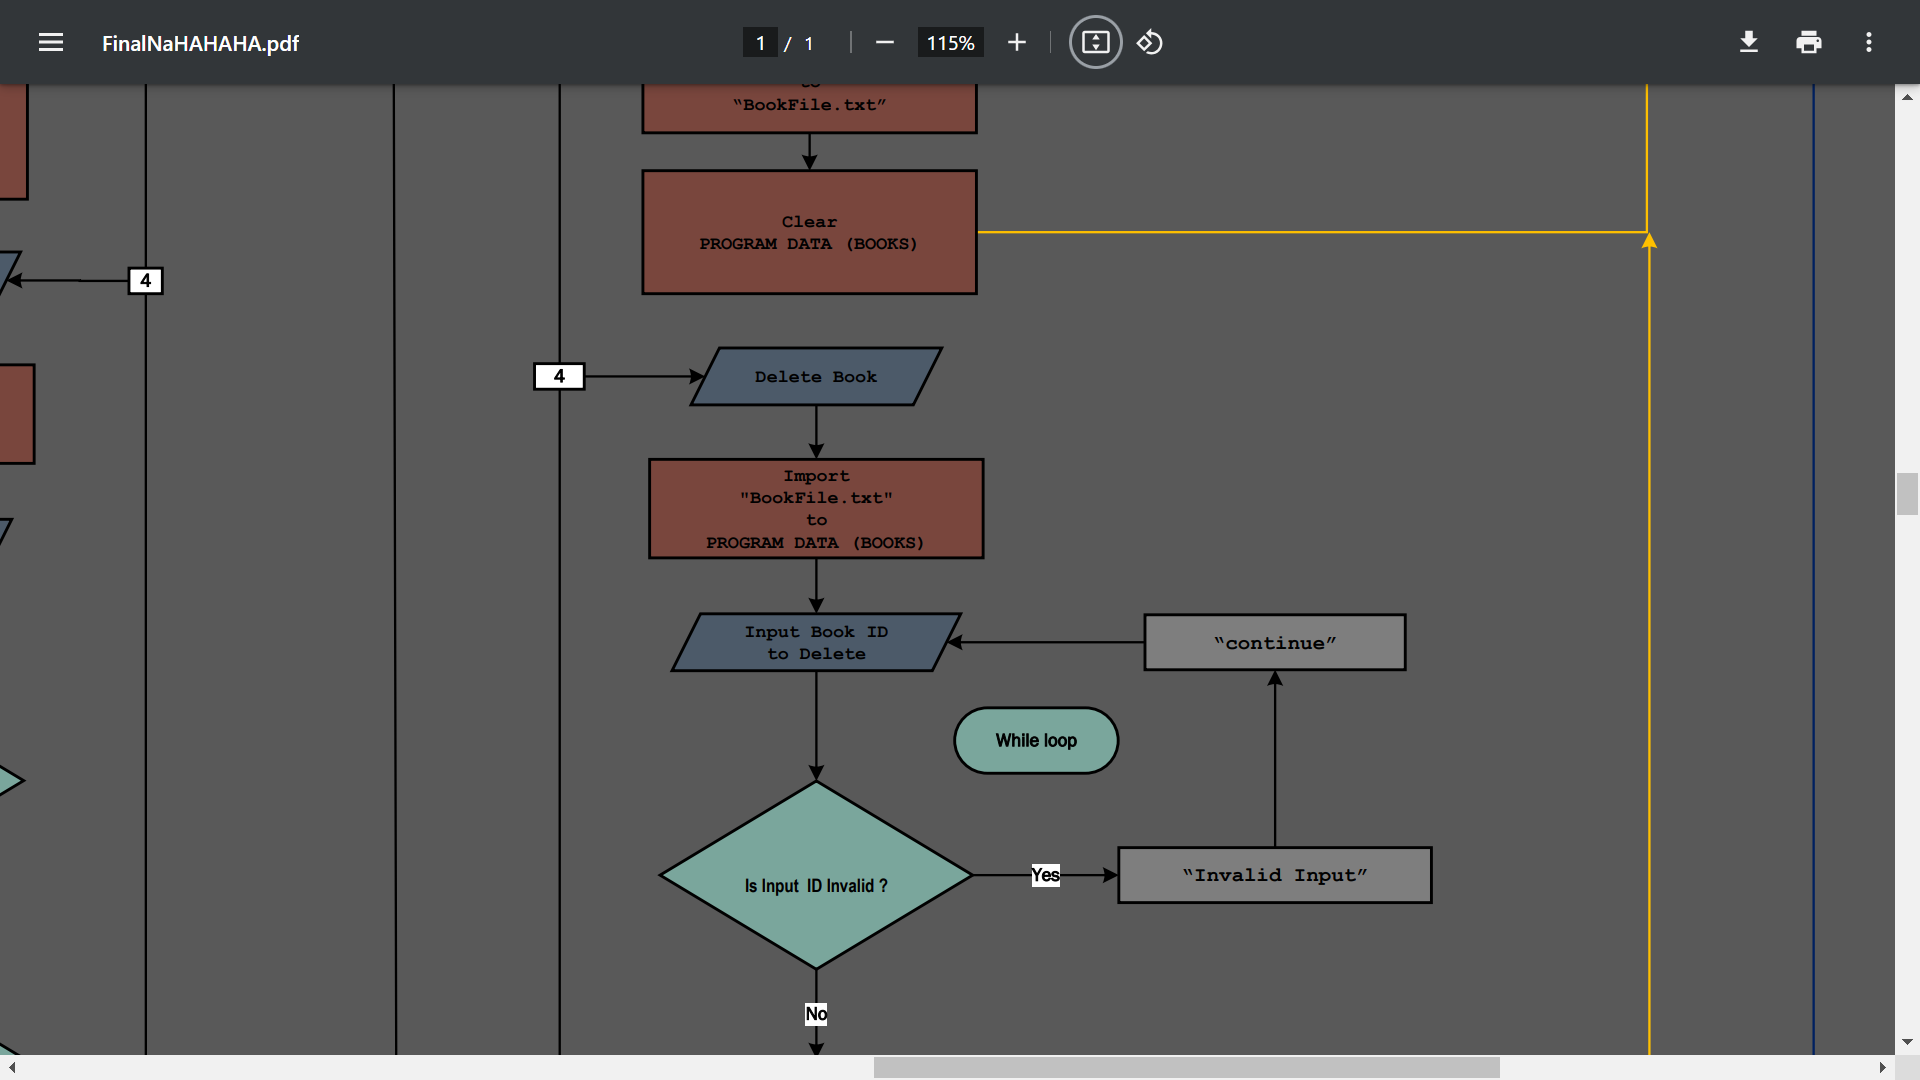 FinalNaHAHAHA.pdf
1 / 1
115%
to
“BookFile.txt”
Clear
PROGRAM DATA (BOOKS)
4
4
Delete Book
Import
"BookFile.txt"
to
PROGRAM DATA (BOOKS)
Input Book ID
to Delete
“continue”
While loop
Is Input ID Invalid ?
Yes
“Invalid Input”
No